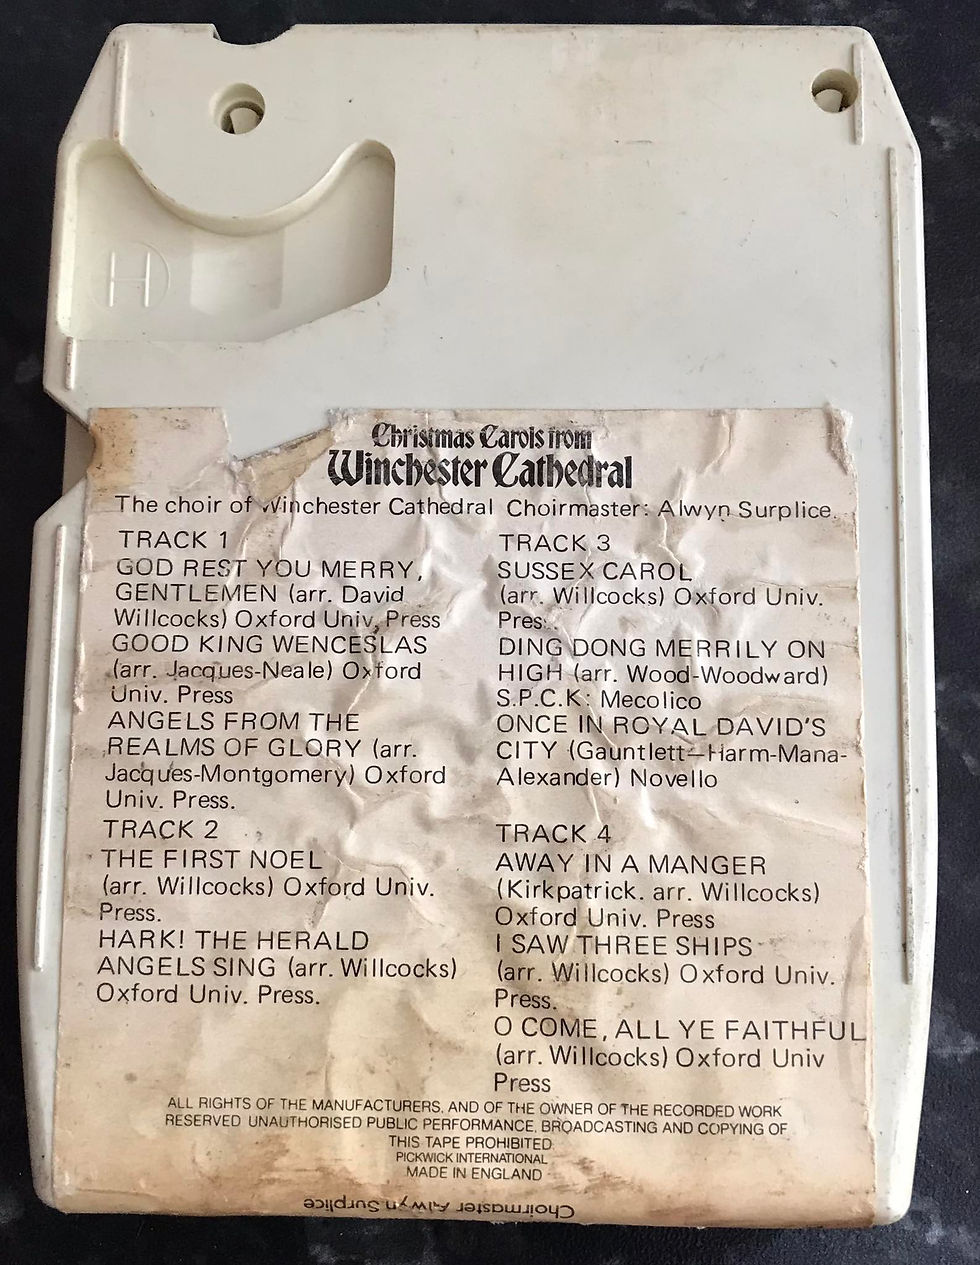 H
Christmas Carols from
Winchester Cathedral
The choir of Winchester Cathedral Choirmaster: Alwyn Surplice.
TRACK 1
GOD REST YOU MERRY,
GENTLEMEN (arr. David
Willcocks) Oxford Univ, Press
GOOD KING WENCESLAS
(arr. Jacques-Neale) Oxford
Univ. Press
ANGELS FROM THE
REALMS OF GLORY (arr.
Jacques-Montgomery) Oxford
Univ. Press.
TRACK 2
THE FIRST NOEL
(arr. Willcocks) Oxford Univ.
Press.
HARK! THE HERALD
ANGELS SING (arr. Willcocks)
Oxford Univ. Press.
TRACK 3
SUSSEX CAROL
(arr. Willcocks) Oxford Univ.
Press.
DING DONG MERRILY ON
HIGH (arr. Wood-Woodward)
S.P.C.K: Mecolico
ONCE IN ROYAL DAVID'S
CITY (Gauntlett—Harm-Mana-
Alexander) Novello
TRACK 4
AWAY IN A MANGER
(Kirkpatrick. arr. Willcocks)
Oxford Univ. Press
I SAW THREE SHIPS
(arr. Willcocks) Oxford Univ.
Press.
O COME, ALL YE FAITHFUL
(arr. Willcocks) Oxford Univ
Press
ALL RIGHTS OF THE MANUFACTURERS, AND OF THE OWNER OF THE RECORDED WORK
RESERVED UNAUTHORISED PUBLIC PERFORMANCE, BROADCASTING AND COPYING OF
THIS TAPE PROHIBITED
PICKWICK INTERNATIONAL
MADE IN ENGLAND
Choirmaster Alwyn Surplice